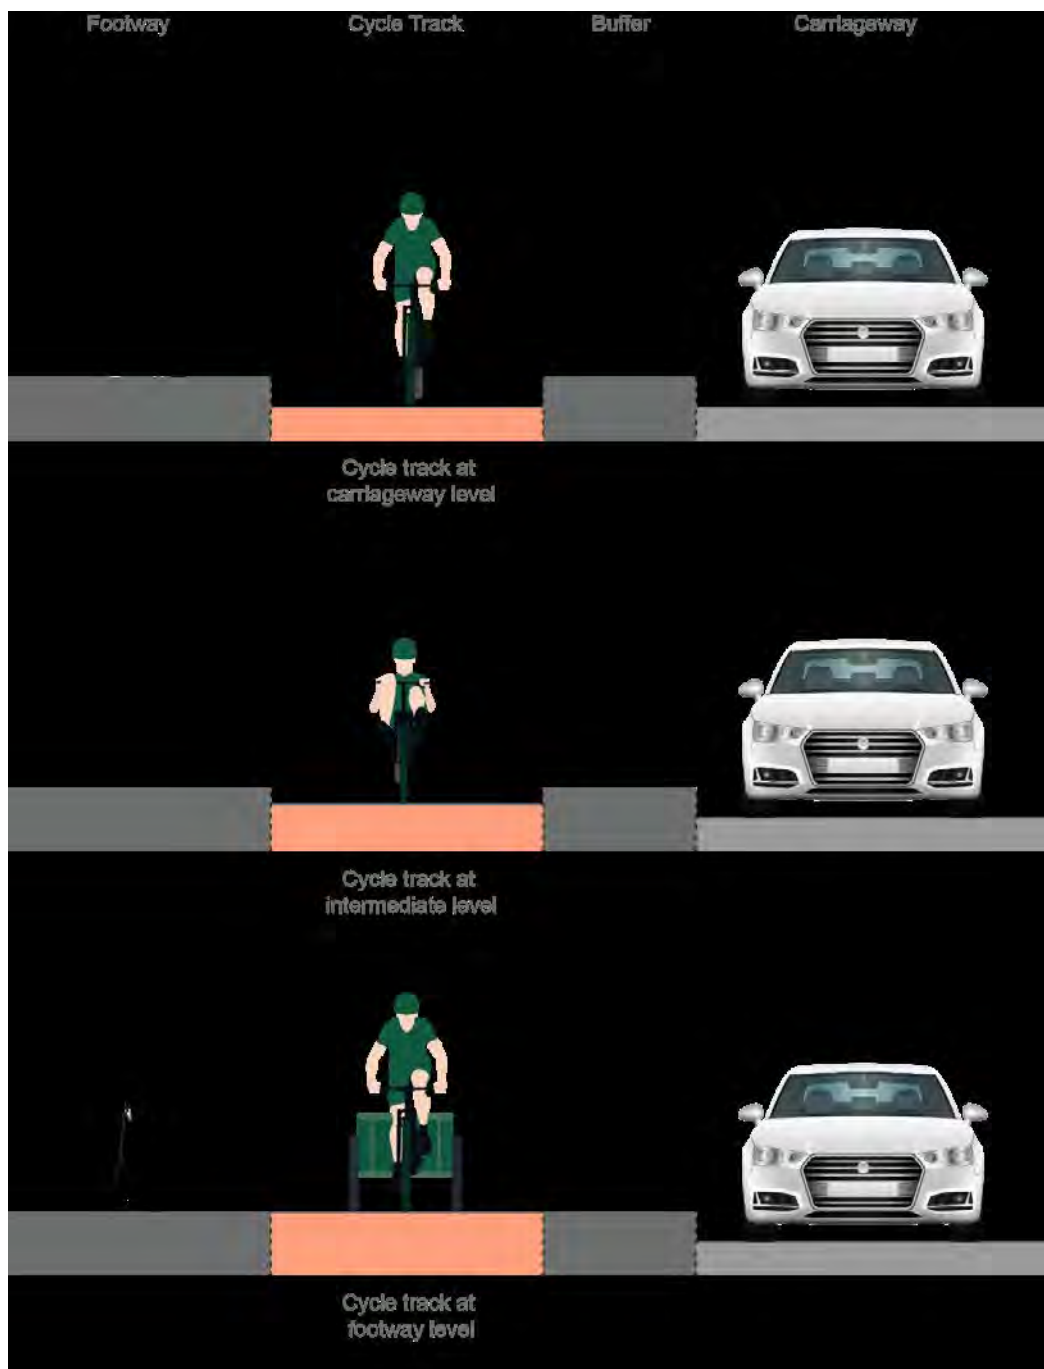 Footway
Cycle Track
Buffer
Carriageway
Cycle track at
carriageway level
Cycle track at
intermediate level
Cycle track at
footway level